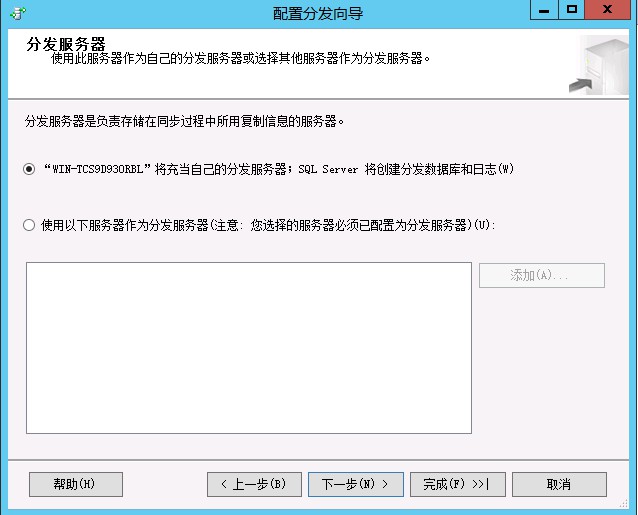 配置分发向导
分发服务器
使用此服务器作为自己的分发服务器或选择其他服务器作为分发服务器。
分发服务器是负责存储在同步过程中所用复制信息的服务器。
“WIN-TCS9D930RBL”将充当自己的分发服务器；SQL Server 将创建分发数据库和日志(W)
使用以下服务器作为分发服务器(注意: 您选择的服务器必须已配置为分发服务器)(U):
添加(A)...
帮助(H)
< 上一步(B)
下一步(N) >
完成(F) >>|
取消